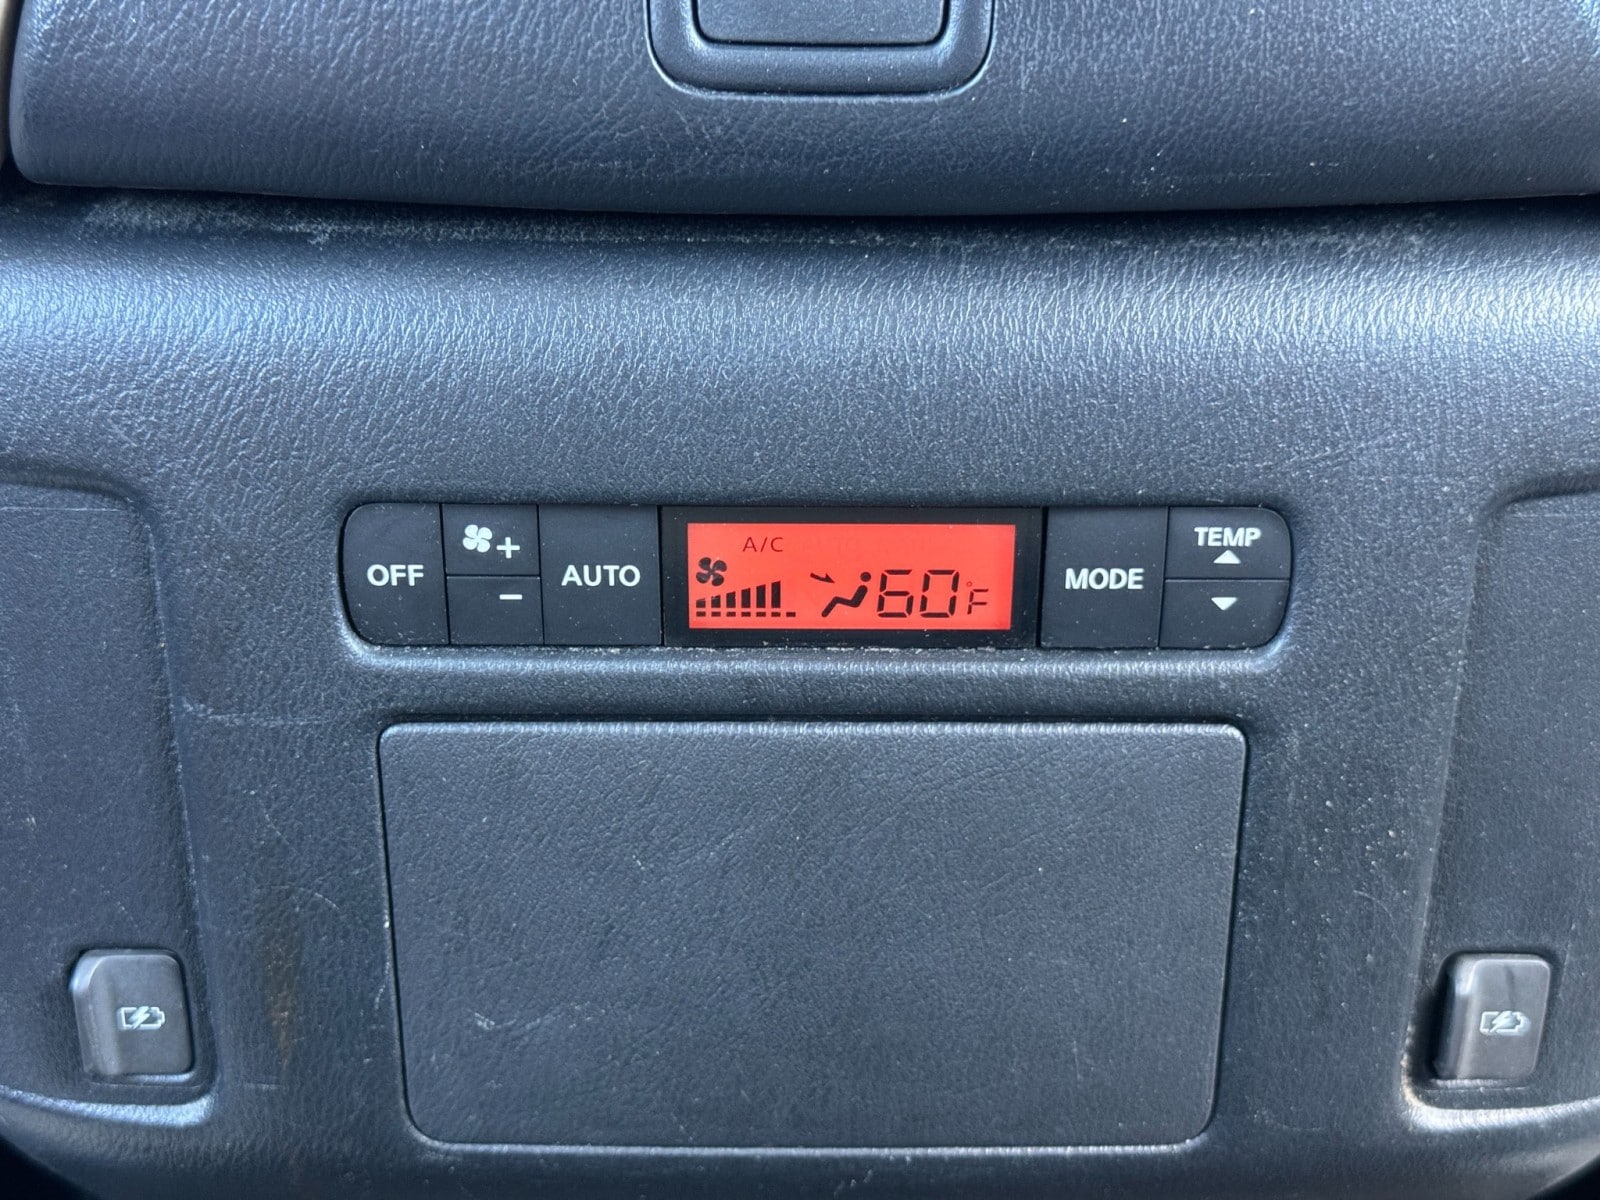 OFF
+
-
AUTO
A/C
60°F
MODE
TEMP